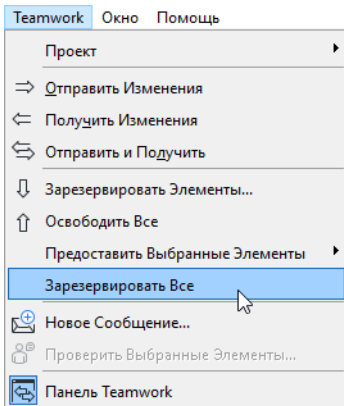 Teamwork Окно Помощь
Проект
Отправить Изменения
Получить Изменения
Отправить и Получить
Зарезервировать Элементы...
Освободить Все
Предоставить Выбранные Элементы
Зарезервировать Все
Новое Сообщение...
Проверить Выбранные Элементы...
Панель Teamwork